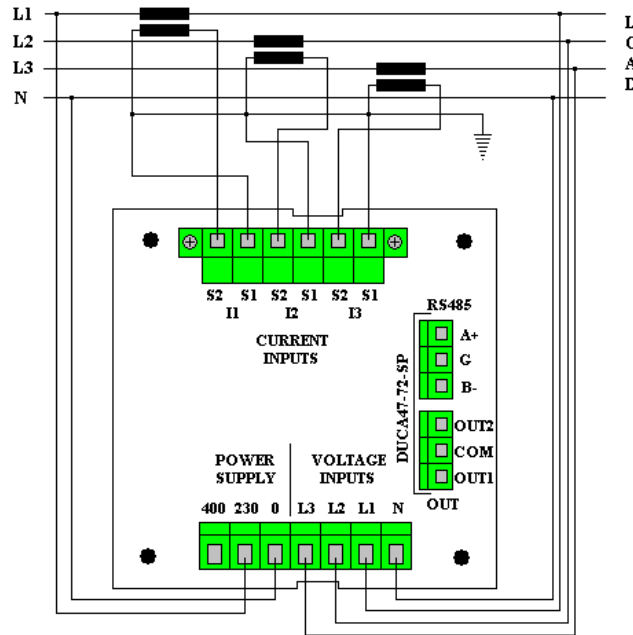 L1
L
L2
O
L3
A
N
D
S2 S1 S2 S1 S2 S1
I1 I2 I3
CURRENT
INPUTS
RS485
A+
G
B-
DUCA47-72-SP
OUT2
COM
OUT1
OUT
POWER
SUPPLY
VOLTAGE
INPUTS
400 230 0 L3 L2 L1 N